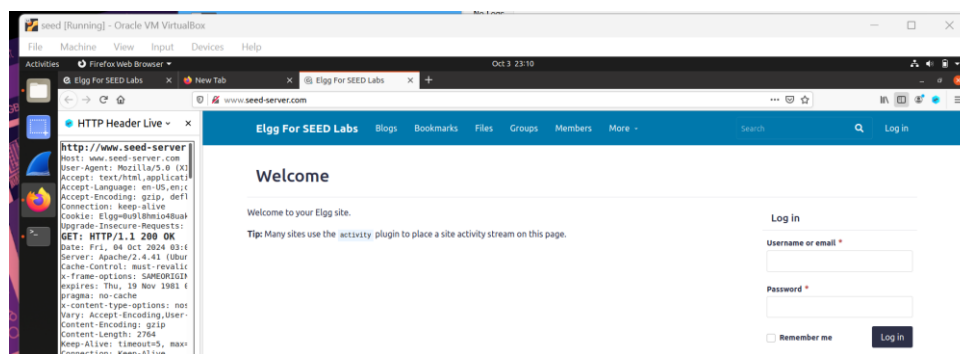 No Logs
seed [Running] - Oracle VM VirtualBox
File Machine View Input Devices Help
Activities Firefox Web Browser Oct 3 23:10
Elgg For SEED Labs × New Tab × Elgg For SEED Labs × +
www.seed-server.com
HTTP Header Live ×
Elgg For SEED Labs Blogs Bookmarks Files Groups Members More Search Log in
http://www.seed-server
Host: www.seed-server.com
User-Agent: Mozilla/5.0 (X1
Accept: text/html,applicati
Accept-Language: en-US,en;
Accept-Encoding: gzip, defl
Connection: keep-alive
Cookie: Elgg=0u9l8hmio48uak
Upgrade-Insecure-Requests:
GET: HTTP/1.1 200 OK
Date: Fri, 04 Oct 2024 03:
Server: Apache/2.4.41 (Ubun
Cache-Control: must-revalid
x-frame-options: SAMEORIGIN
expires: Thu, 19 Nov 1981
pragma: no-cache
x-content-type-options: nos
Vary: Accept-Encoding,User-
Content-Encoding: gzip
Content-Length: 2764
Keep-Alive: timeout=5, max=
Connection: Keep-Alive
Welcome
Welcome to your Elgg site.
Tip: Many sites use the activity plugin to place a site activity stream on this page.
Log in
Username or email *
Password *
Remember me Log in